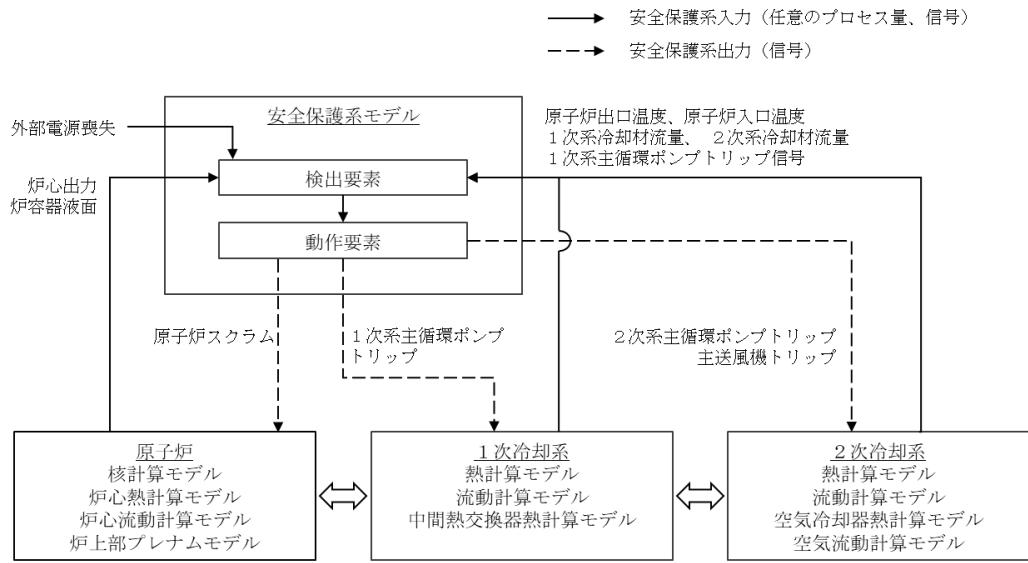 安全保護系入力（任意のプロセス量、信号）
安全保護系出力（信号）
安全保護系モデル
外部電源喪失
原子炉出口温度、原子炉入口温度
１次系冷却材流量、２次系冷却材流量
１次系主循環ポンプトリップ信号
検出要素
炉心出力
炉容器液面
動作要素
原子炉スクラム
１次系主循環ポンプ
トリップ
２次系主循環ポンプトリップ
主送風機トリップ
原子炉
核計算モデル
炉心熱計算モデル
炉心流動計算モデル
炉上部プレナムモデル
１次冷却系
熱計算モデル
流動計算モデル
中間熱交換器熱計算モデル
２次冷却系
熱計算モデル
流動計算モデル
空気冷却器熱計算モデル
空気流動計算モデル